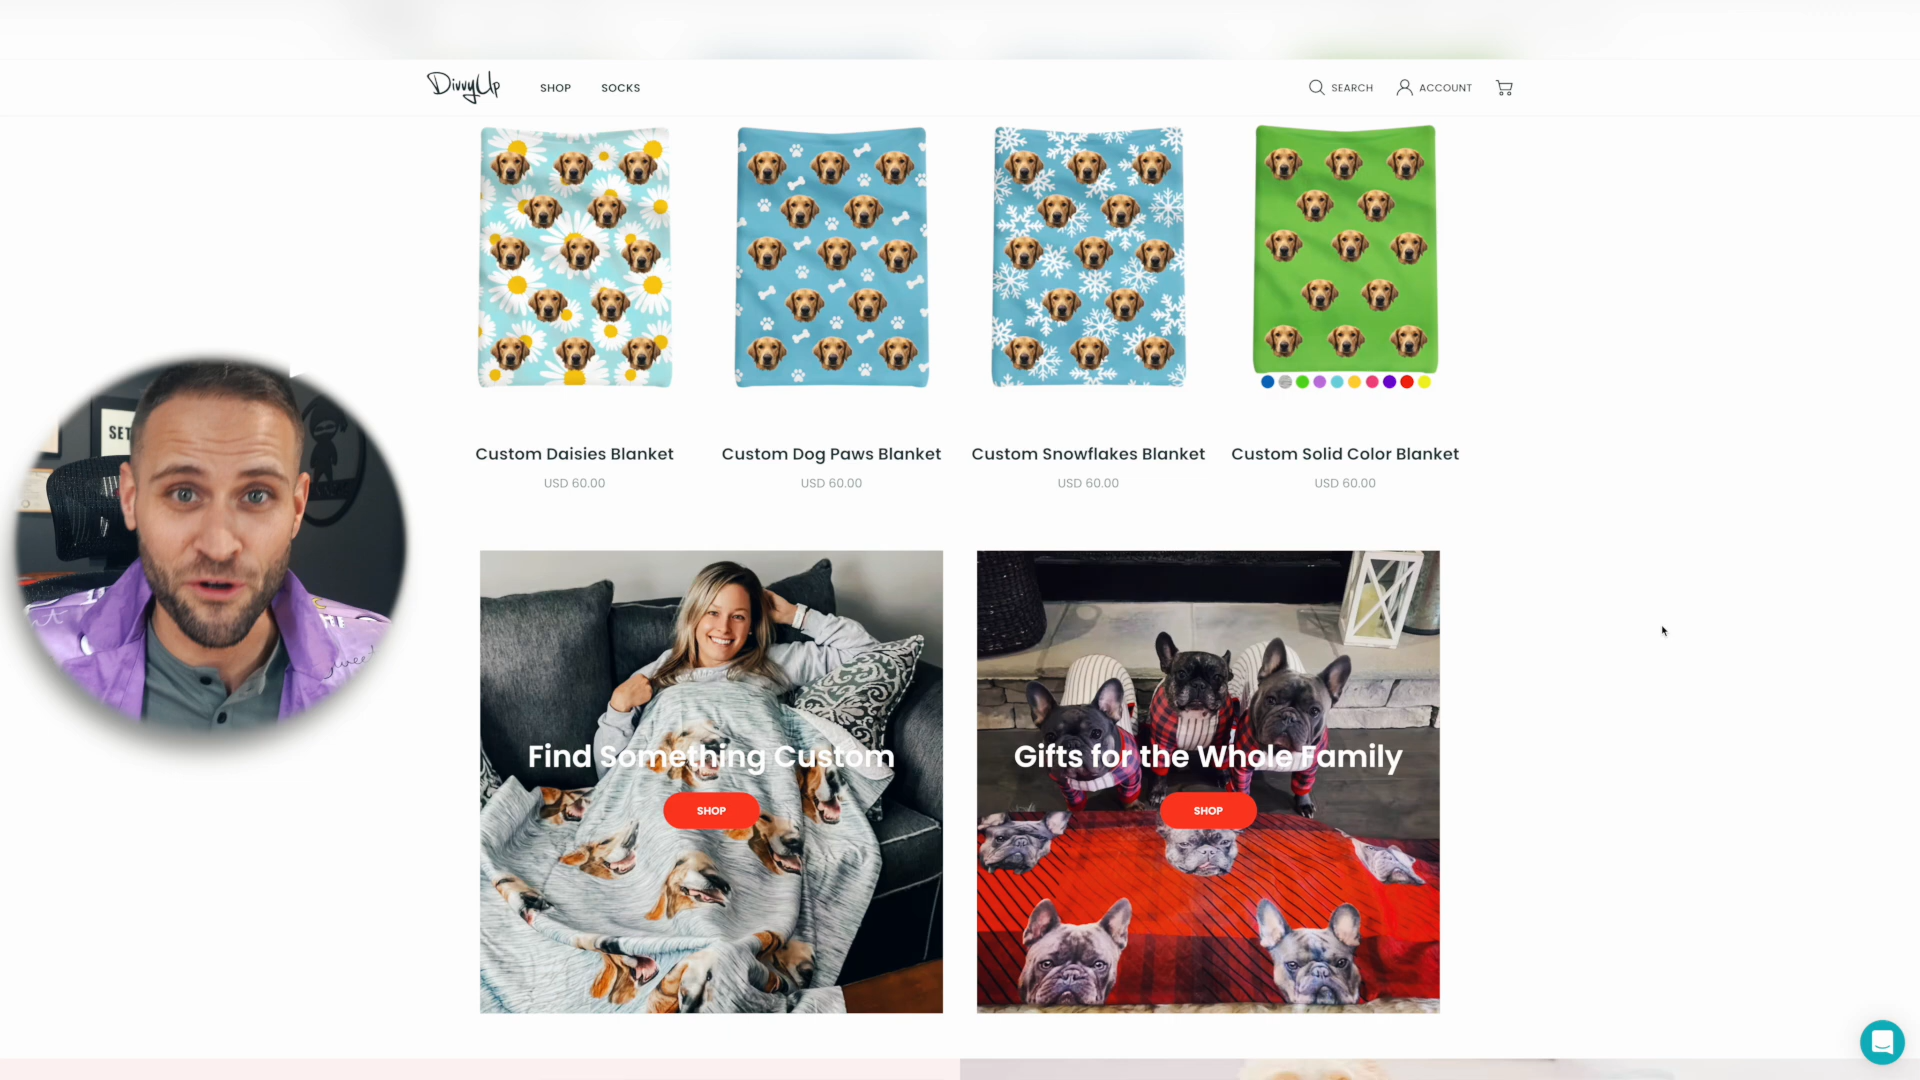 DivvyUp
SHOP
SOCKS
SEARCH
ACCOUNT
Custom Daisies Blanket
USD 60.00
Custom Dog Paws Blanket
USD 60.00
Custom Snowflakes Blanket
USD 60.00
Custom Solid Color Blanket
USD 60.00
SET
Find Something Custom
SHOP
Gifts for the Whole Family
SHOP